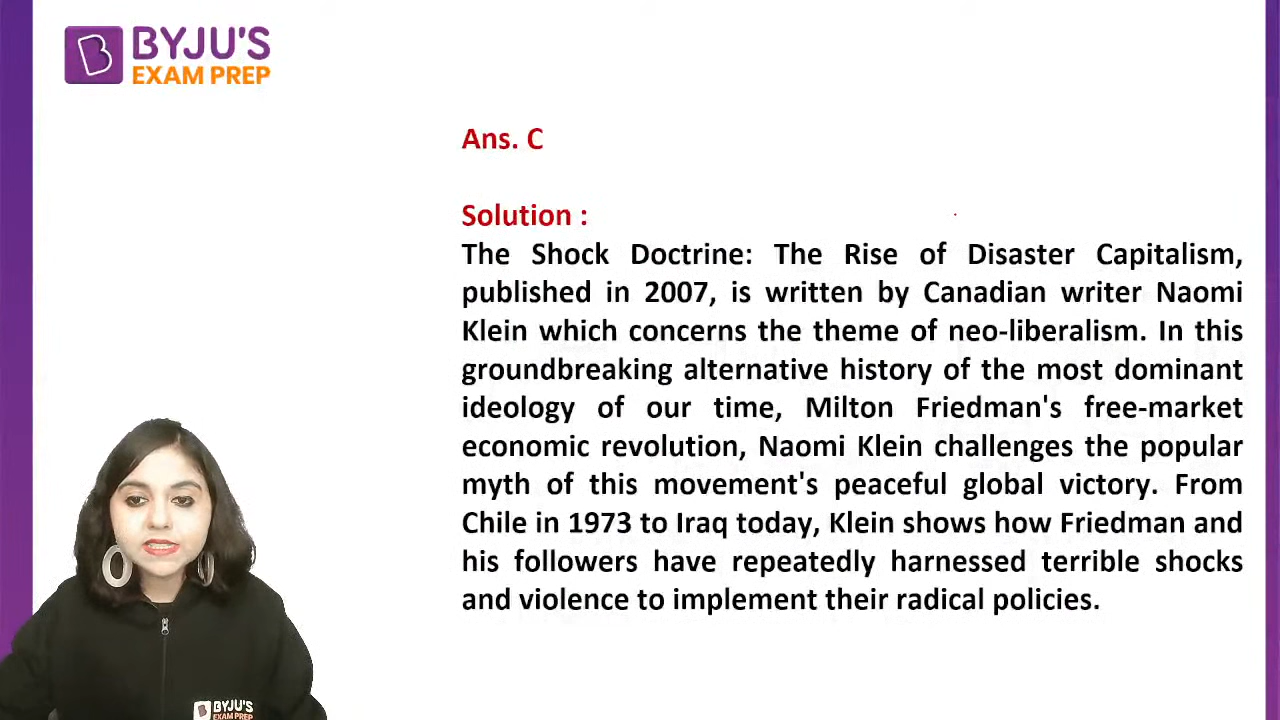 BYJU'S
EXAM PREP
Ans. C
Solution :
The Shock Doctrine: The Rise of Disaster Capitalism,
published in 2007, is written by Canadian writer Naomi
Klein which concerns the theme of neo-liberalism. In this
groundbreaking alternative history of the most dominant
ideology of our time, Milton Friedman's free-market
economic revolution, Naomi Klein challenges the popular
myth of this movement's peaceful global victory. From
Chile in 1973 to Iraq today, Klein shows how Friedman and
his followers have repeatedly harnessed terrible shocks
and violence to implement their radical policies.
BYJU'S
EXAM PREP